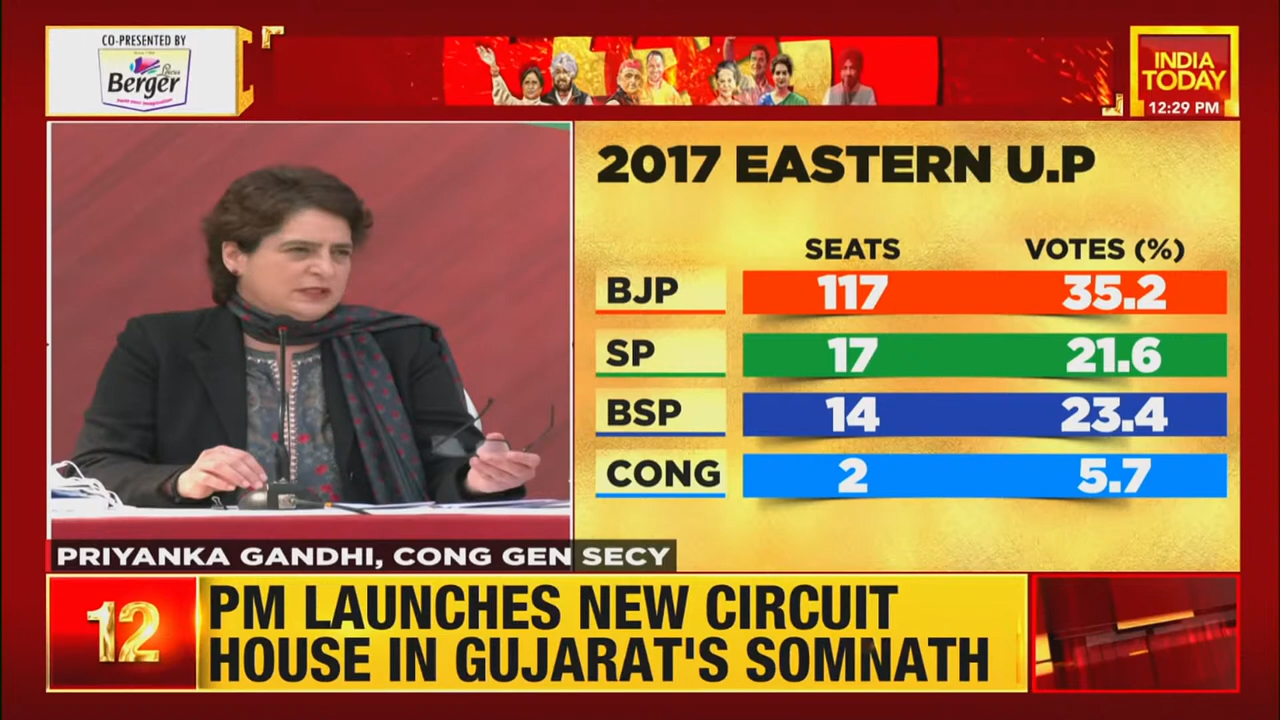 CO-PRESENTED BY
Berger
INDIA
TODAY
12:29 PM
2017 EASTERN U.P
SEATS VOTES (%)
BJP 117 35.2
SP 17 21.6
BSP 14 23.4
CONG 2 5.7
PRIYANKA GANDHI, CONG GEN SECY
12
PM LAUNCHES NEW CIRCUIT
HOUSE IN GUJARAT'S SOMNATH